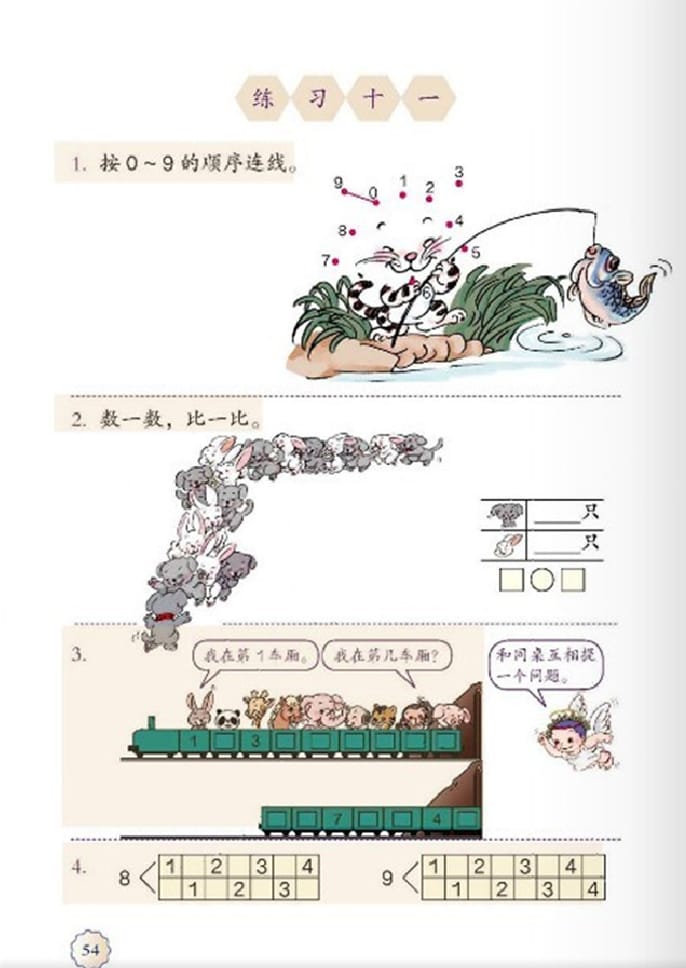 练 习 十 一
1. 按0～9的顺序连线。
9 0 1 2 3
8 4
7 6 5
2. 数一数，比一比。
只
只
3.
我在第1车厢。
我在第几车厢?
和同桌互相提
一个问题。
1 3
7 4
4.
8 1 2 3 4
1 2 3
9 1 2 3 4
1 2 3 4
54